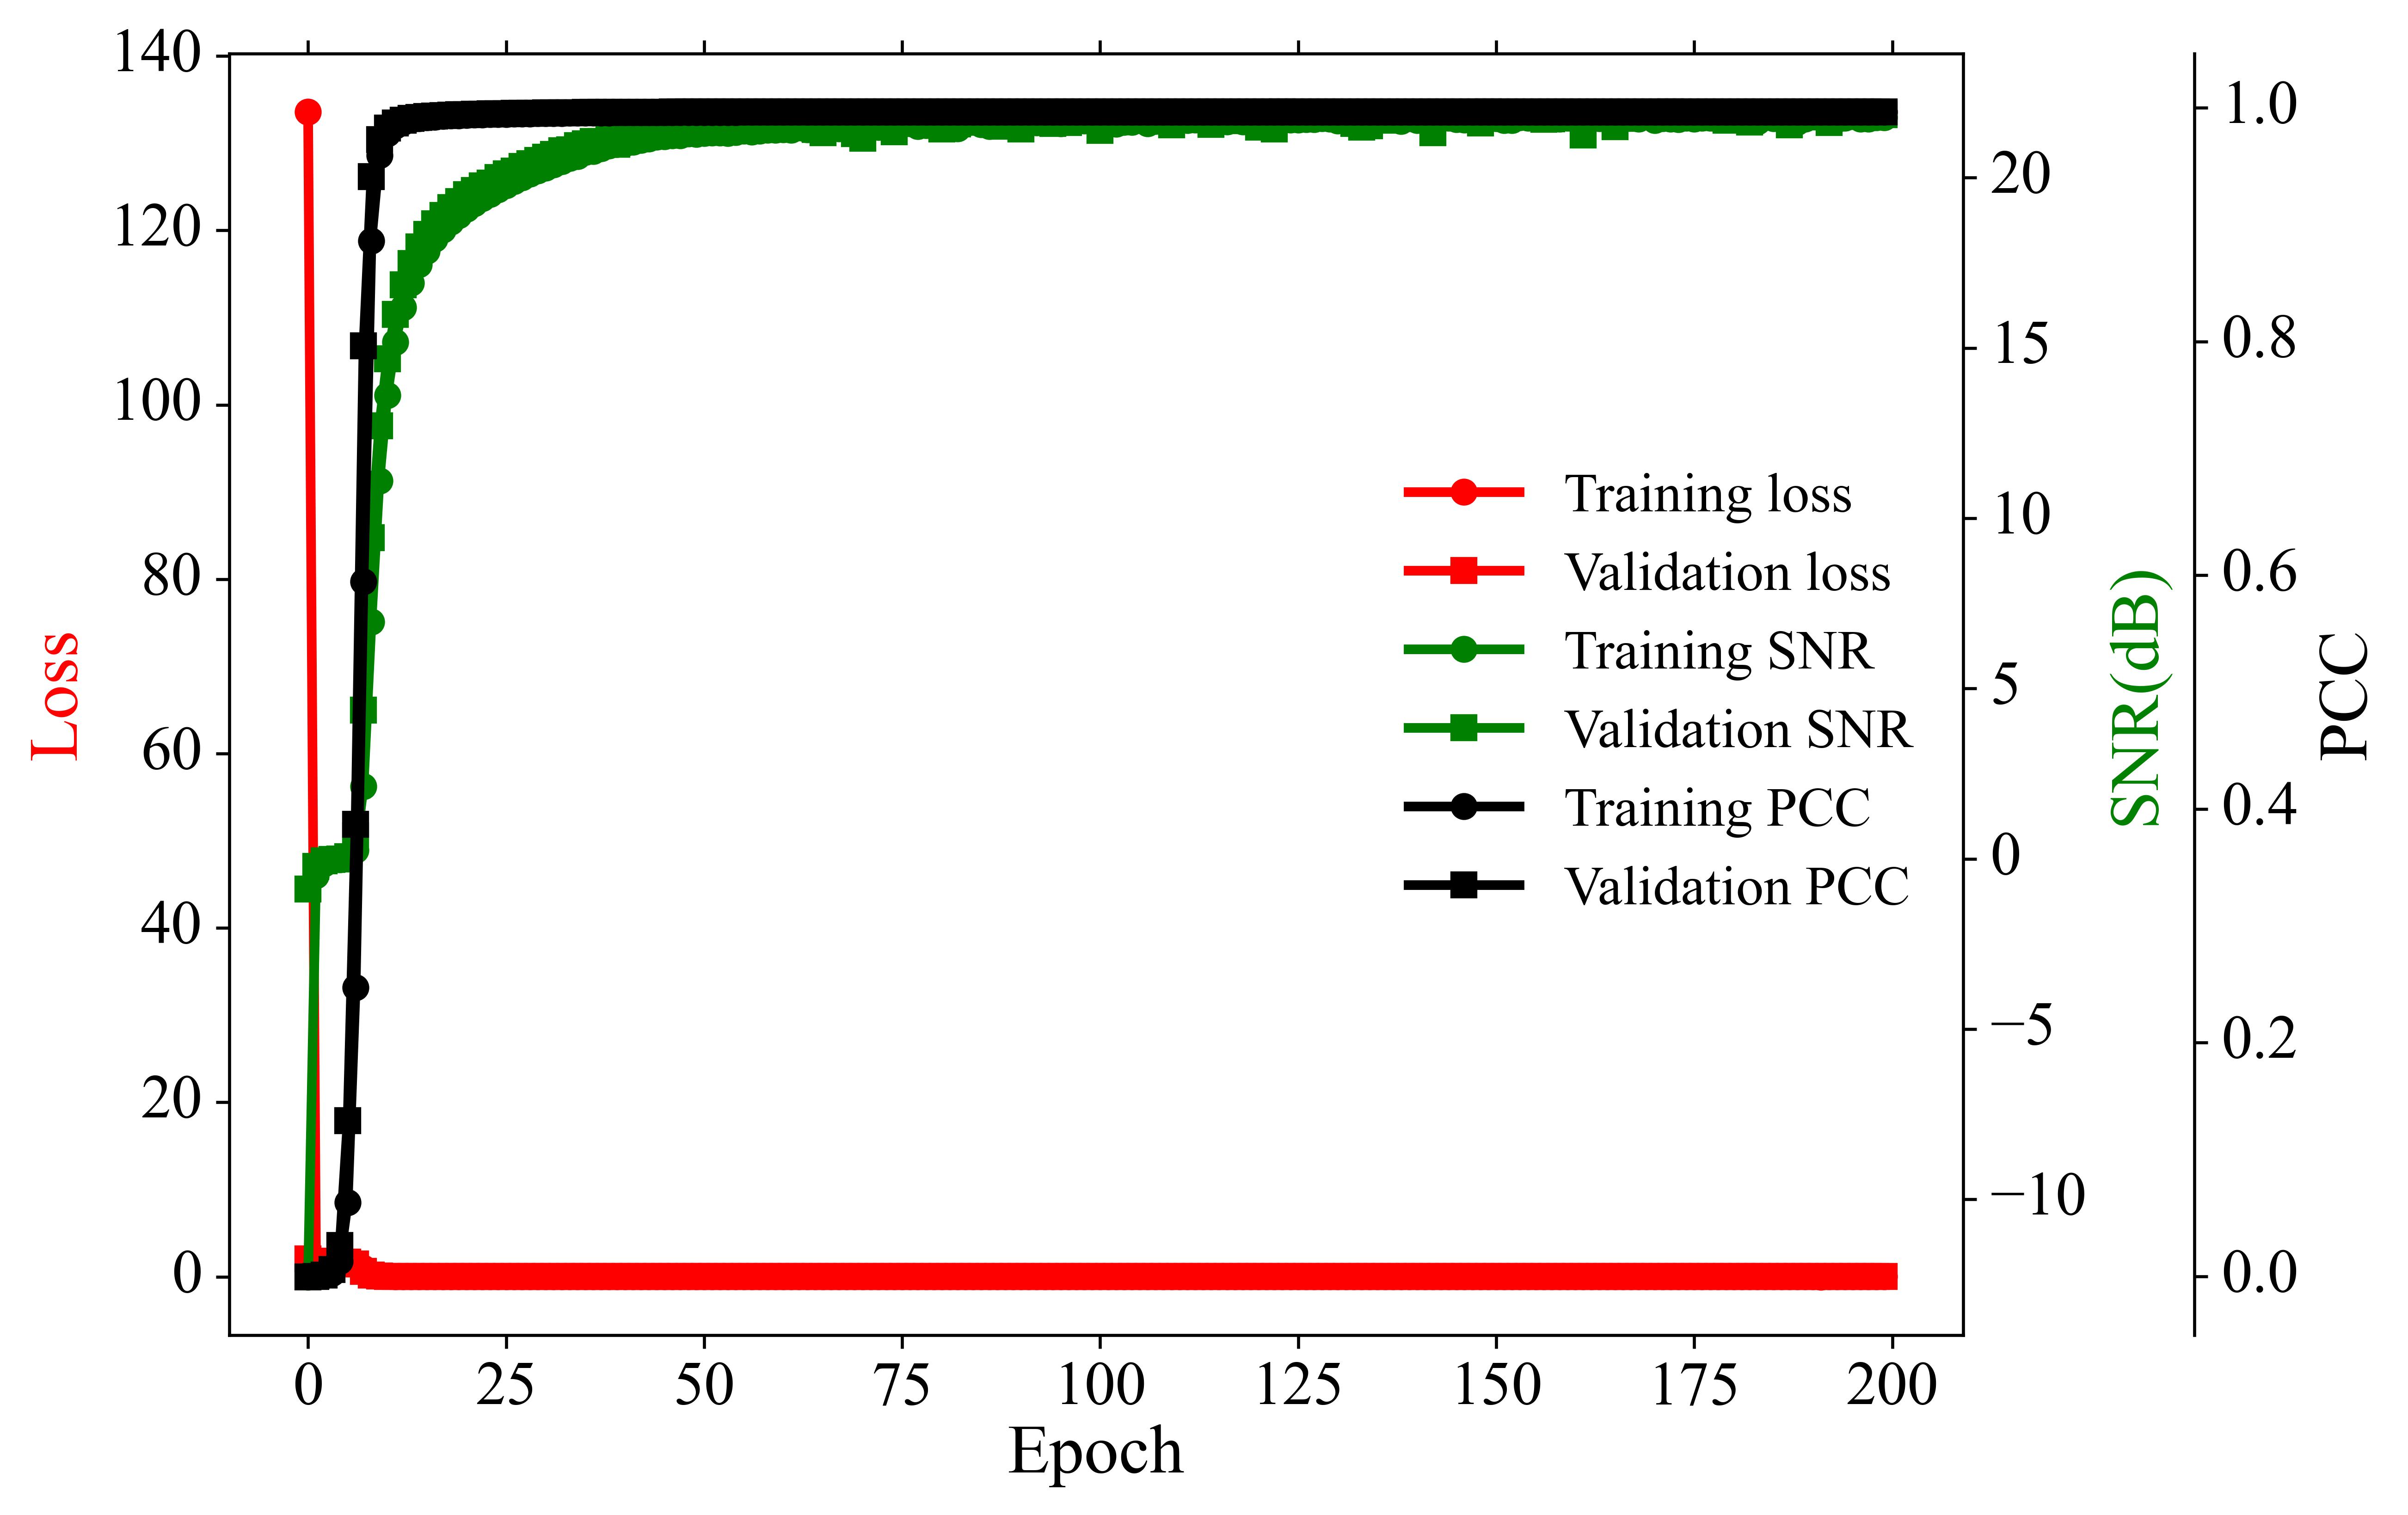 140
120
100
80
60
40
20
0
Loss
0 25 50 75 100 125 150 175 200
Epoch
Training loss
Validation loss
Training SNR
Validation SNR
Training PCC
Validation PCC
20
15
10
5
0
−5
−10
SNR(dB)
1.0
0.8
0.6
0.4
0.2
0.0
PCC